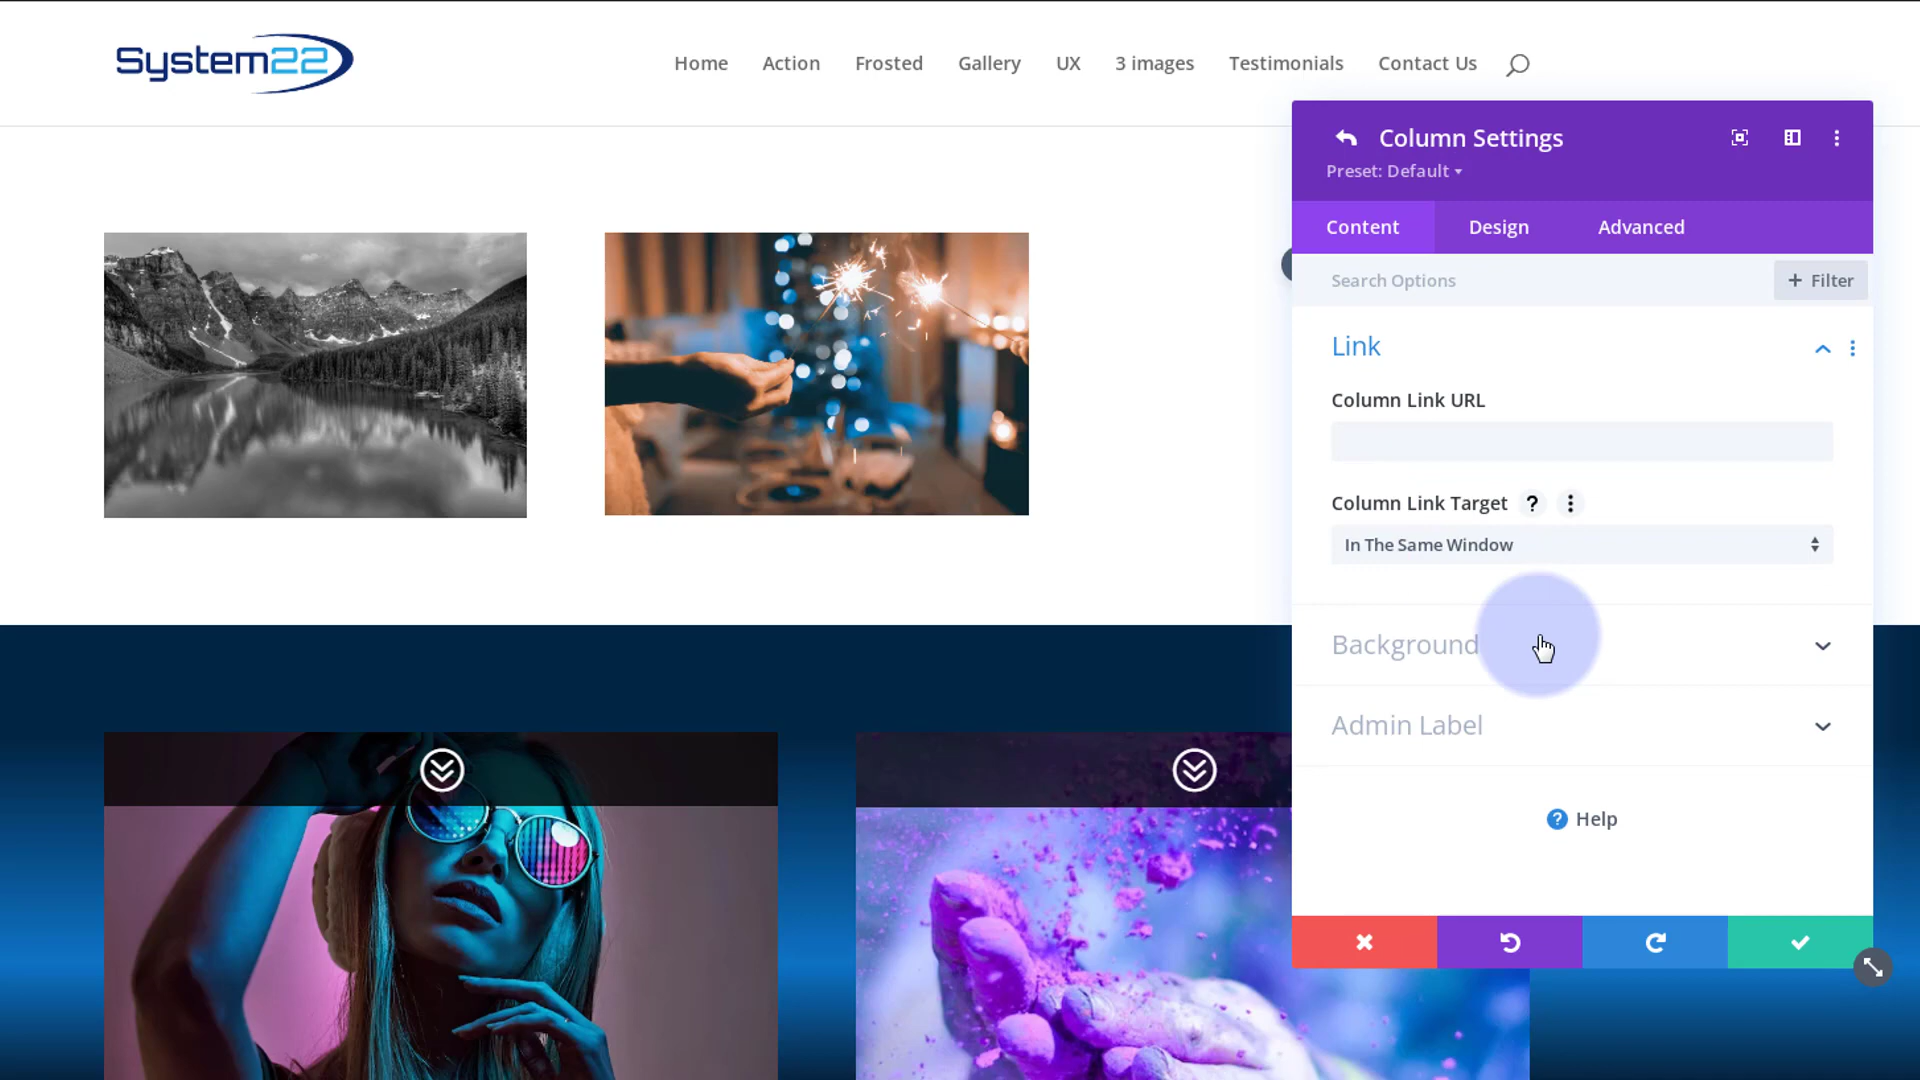 System22
Home Action Frosted Gallery UX 3 images Testimonials Contact Us
Column Settings
Preset: Default
Content Design Advanced
Search Options
+ Filter
Link
Column Link URL
Column Link Target ?
In The Same Window
Background
Admin Label
? Help